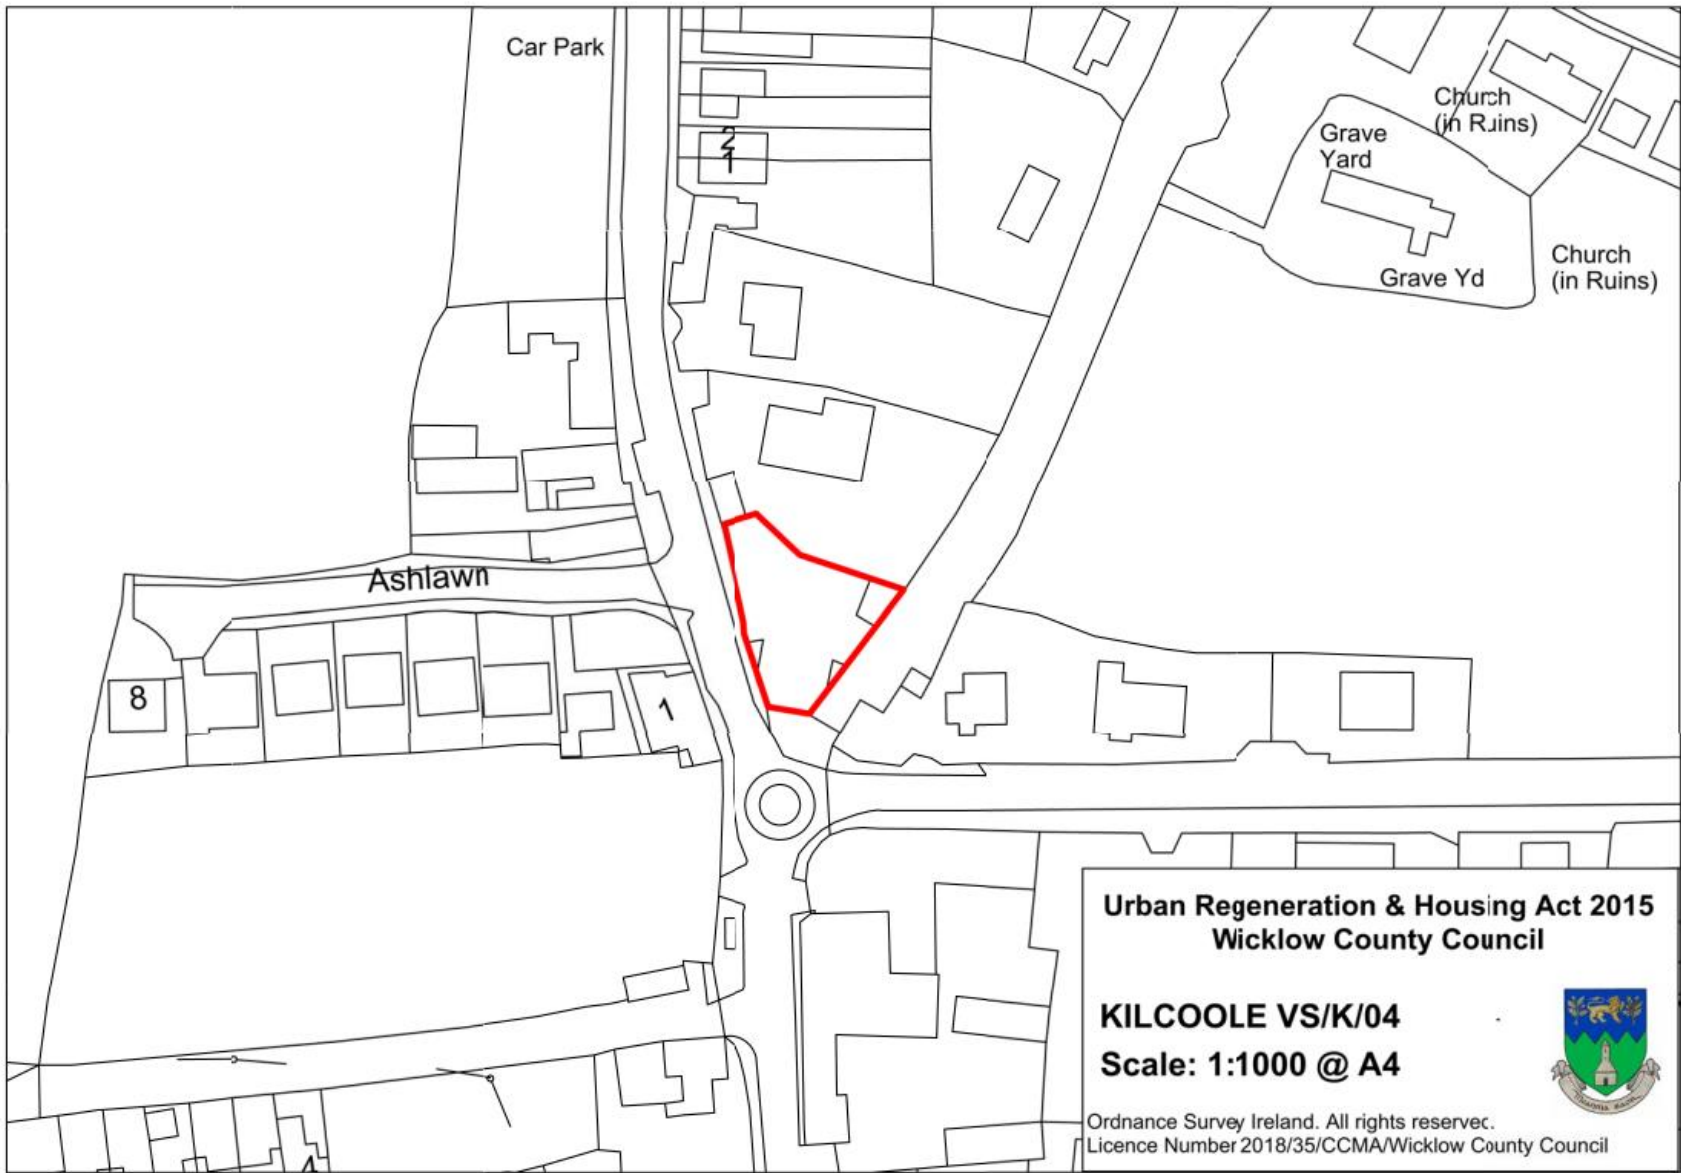 Car Park
Church
(in Ruins)
Grave
Yard
2
1
Church
(in Ruins)
Grave Yd
Ashlawn
8
1
Urban Regeneration & Housing Act 2015
Wicklow County Council
KILCOOLE VS/K/04
Scale: 1:1000 @ A4
Ordnance Survey Ireland. All rights reserved.
Licence Number 2018/35/CCMA/Wicklow County Council
4